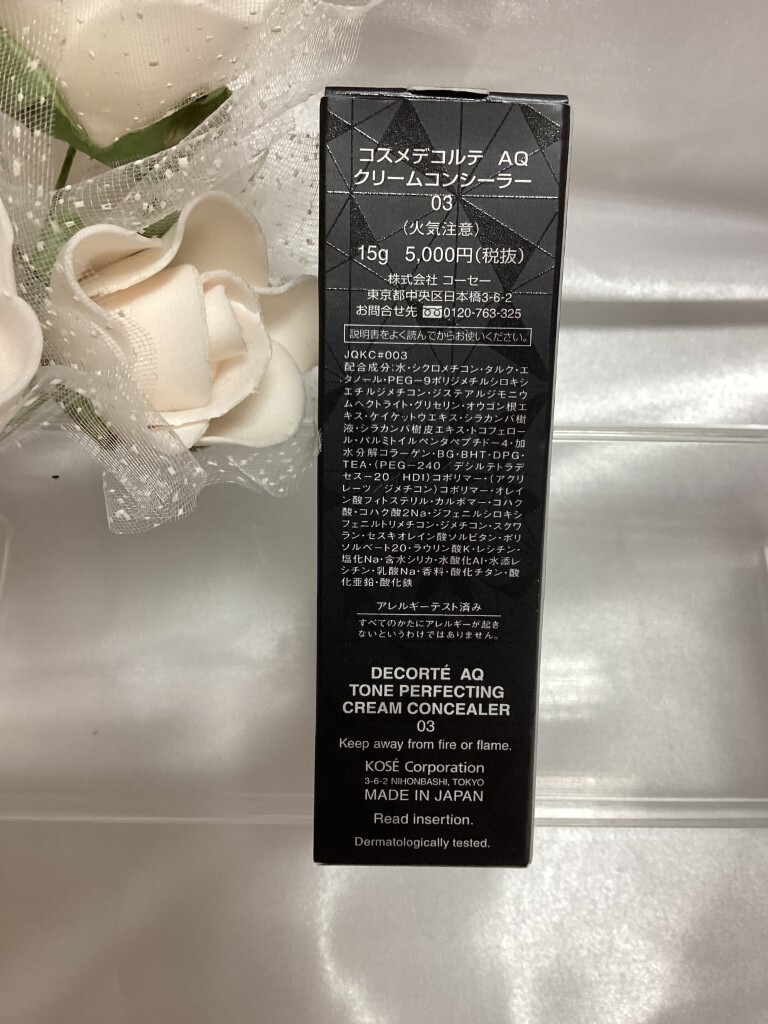 コスメデコルテ AQ
クリームコンシーラー
03
(火気注意)
15g 5,000円(税抜)
株式会社 コーセー
東京都中央区日本橋3-6-2
お問合せ先 0120-763-325
説明書をよく読んでからお使いください。
JQKC#003
配合成分:水・シクロメチコン・タルク・エ
タノール・PEG-9ポリジメチルシロキシ
エチルジメチコン・ジステアルジモニウ
ムヘクトライト・グリセリン・オウゴン根エ
キス・ケイケットウエキス・シラカンバ樹
液・シラカンバ樹皮エキス・トコフェロ
ール・パルミトイルペンタペプチド-4・加
水分解コラーゲン・BG・BHT・DPG・
TEA・(PEG-240/デシルテトラデ
セス-20/HDI)コポリマー・(アクリ
レーツ/ジメチコン)コポリマー・オレイ
ン酸フィトステリル・カルボマー・コハク
酸・コハク酸2Na・ジフェニルシロキシ
フェニルトリメチコン・ジメチコン・スクワ
ラン・セスキオレイン酸ソルビタン・ポリ
ソルベート20・ラウリン酸K・レシチン・
塩化Na・含水シリカ・水酸化Al・水添レ
シチン・乳酸Na・香料・酸化チタン・酸
化亜鉛・酸化鉄
アレルギーテスト済み
すべてのかたにアレルギーが起き
ないというわけではありません。
DECORTÉ AQ
TONE PERFECTING
CREAM CONCEALER
03
Keep away from fire or flame.
KOSÉ Corporation
3-6-2 NIHONBASHI, TOKYO
MADE IN JAPAN
Read insertion.
Dermatologically tested.